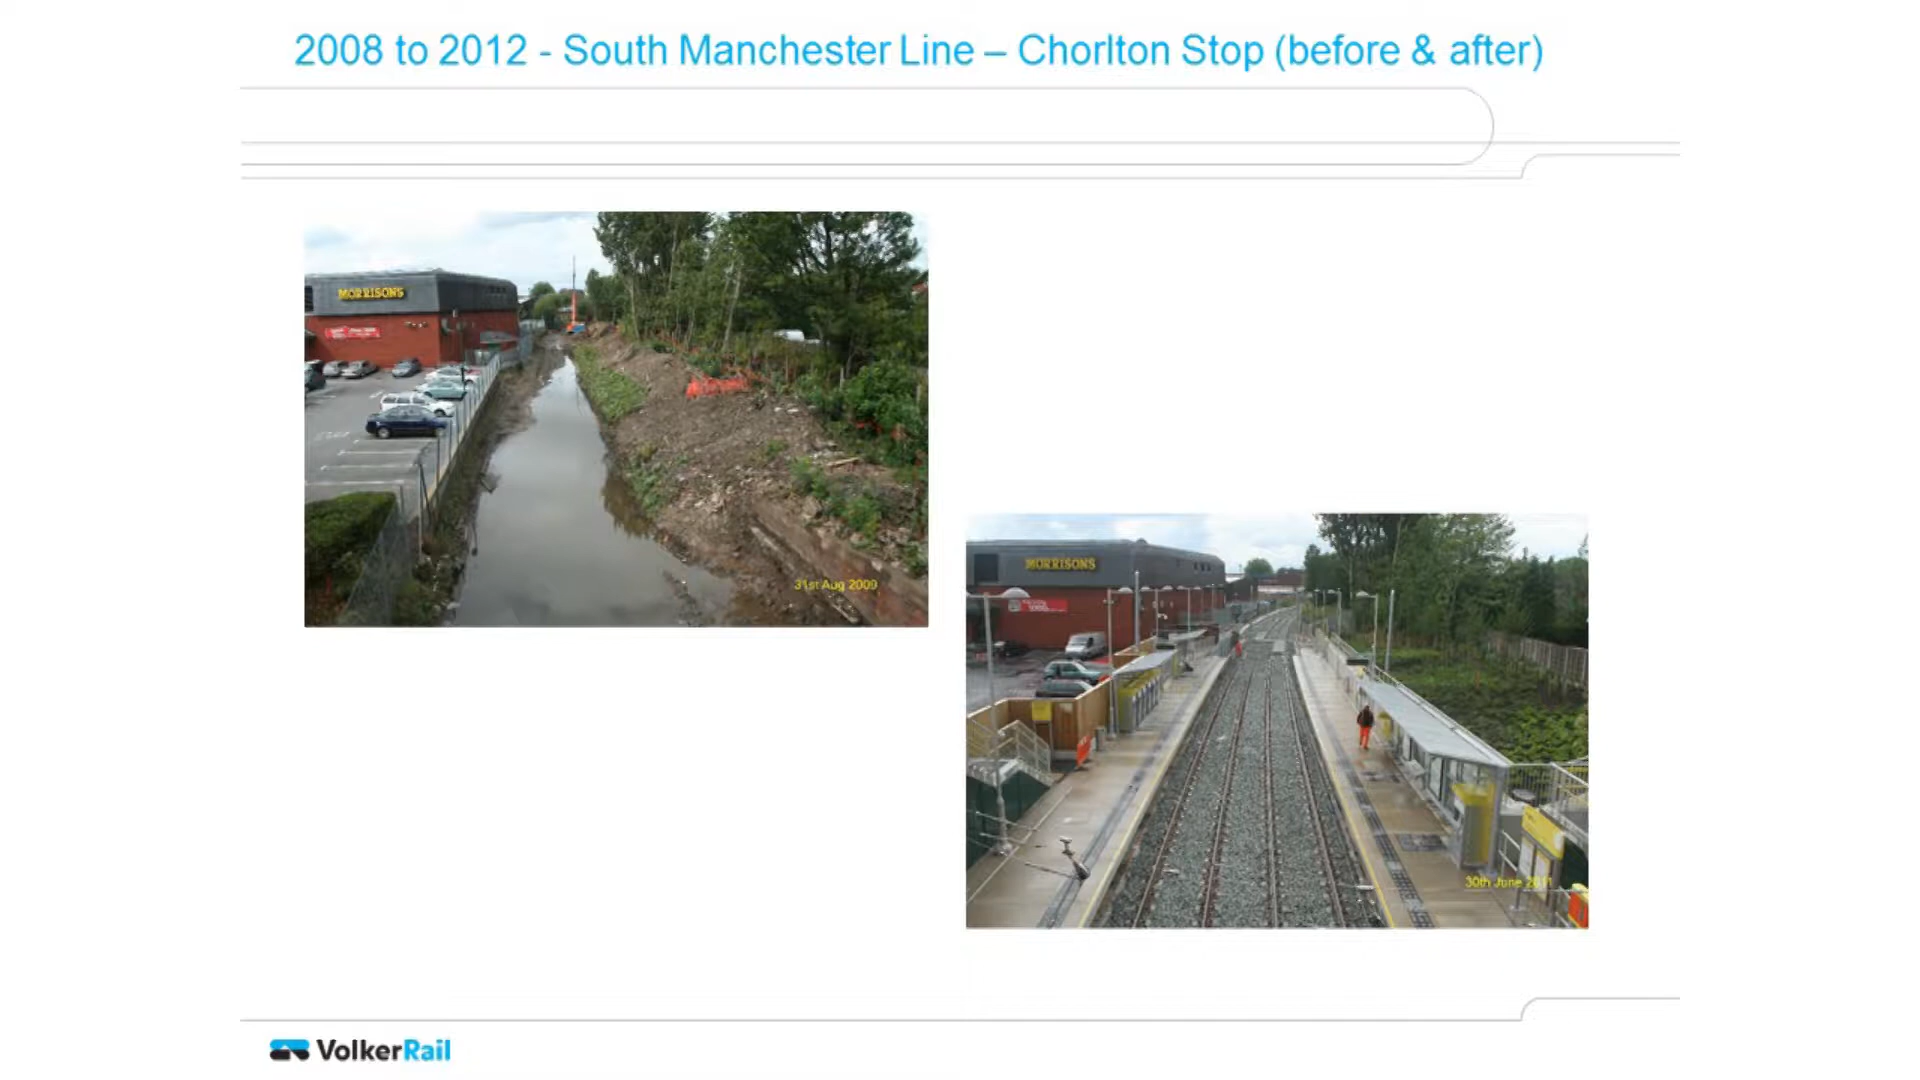 2008 to 2012 - South Manchester Line – Chorlton Stop (before & after)
MORRISONS
31st Aug 2009
MORRISONS
30th June 2011
VolkerRail